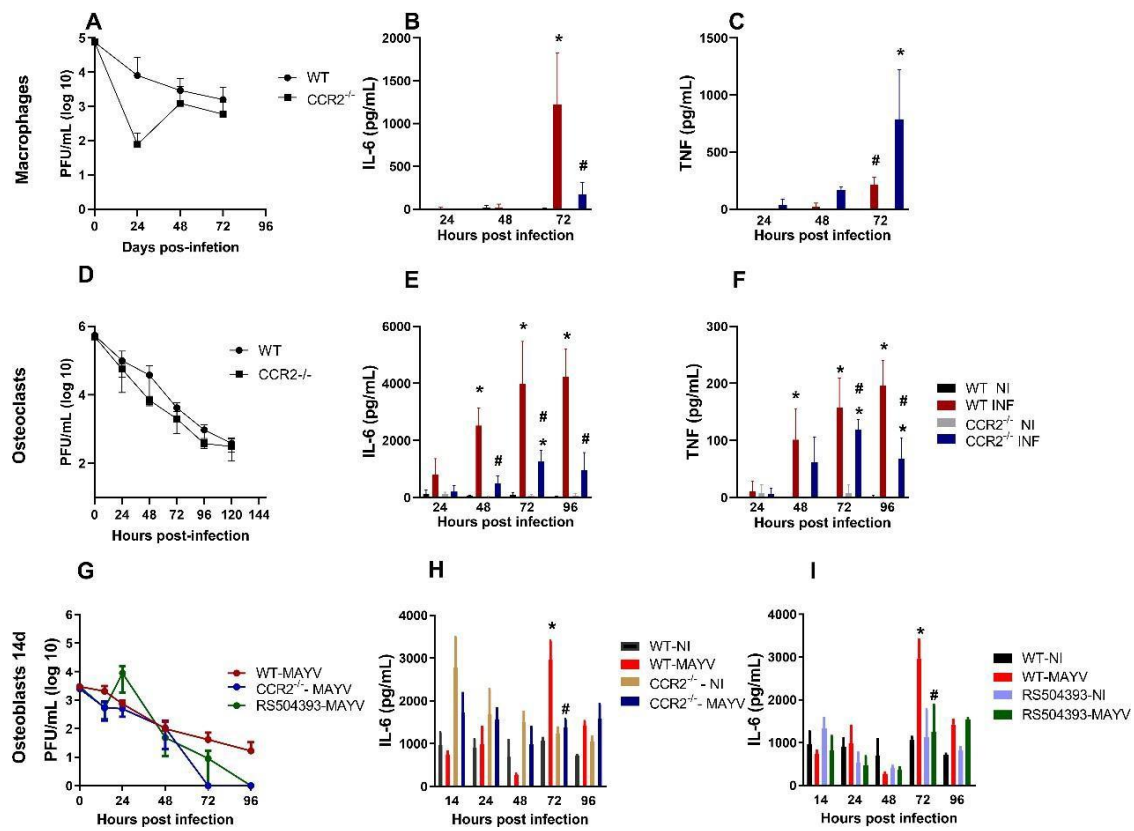 A
B
C
Macrophages
PFU/mL (log 10)
5
4
3
2
1
0
0 24 48 72 96
Days pos-infetion
WT
CCR2-/-
IL-6 (pg/mL)
2000
1500
1000
500
0
*
#
24 48 72
Hours post infection
TNF (pg/mL)
1500
1000
500
0
#
*
24 48 72
Hours post infection
D
E
F
Osteoclasts
PFU/mL (log 10)
6
4
2
0 24 48 72 96 120 144
Hours post-infection
WT
CCR2-/-
IL-6 (pg/mL)
6000
4000
2000
0
* * *
# # * #
24 48 72 96
Hours post infection
TNF (pg/mL)
300
200
100
0
* * *
# * # *
24 48 72 96
Hours post infection
WT NI
WT INF
CCR2-/- NI
CCR2-/- INF
G
H
I
Osteoblasts 14d
PFU/mL (log 10)
6
5
4
3
2
1
0
0 24 48 72 96
Hours post infection
WT-MAYV
CCR2-/-- MAYV
RS504393-MAYV
IL-6 (pg/mL)
4000
3000
2000
1000
0
*
#
14 24 48 72 96
Hours post infection
WT-NI
WT-MAYV
CCR2-/-- NI
CCR2-/-- MAYV
IL-6 (pg/mL)
4000
3000
2000
1000
0
*
#
14 24 48 72 96
Hours post infection
WT-NI
WT-MAYV
RS504393-NI
RS504393-MAYV